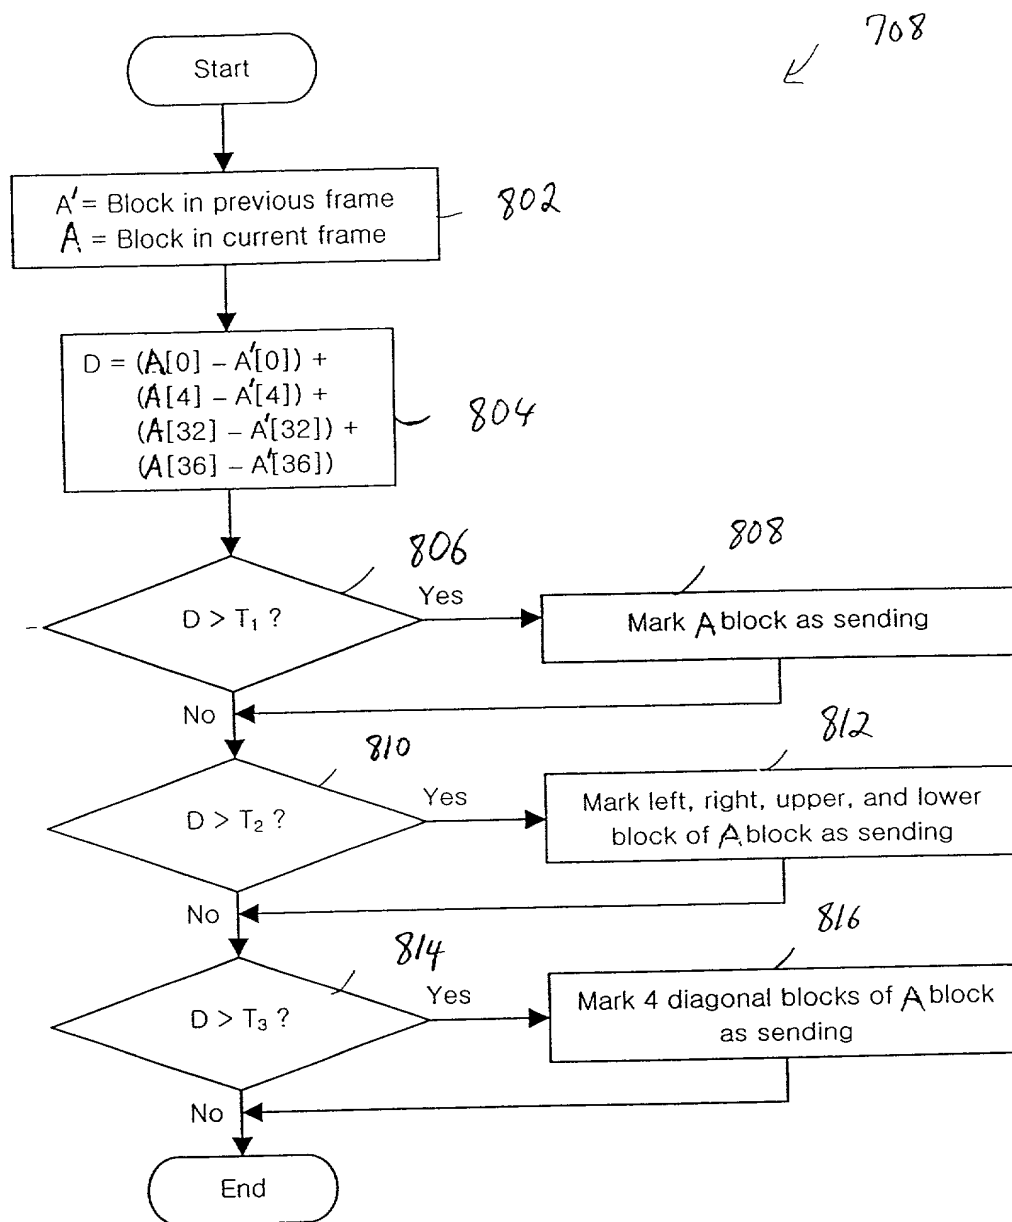 708
Start
A' = Block in previous frame
A = Block in current frame
802
D = (A[0] – A'[0]) +
(A[4] – A'[4]) +
(A[32] – A'[32]) +
(A[36] – A'[36])
804
806
D > T₁ ?
Yes
808
Mark A block as sending
No
810
D > T₂ ?
Yes
812
Mark left, right, upper, and lower
block of A block as sending
No
814
D > T₃ ?
Yes
816
Mark 4 diagonal blocks of A block
as sending
No
End